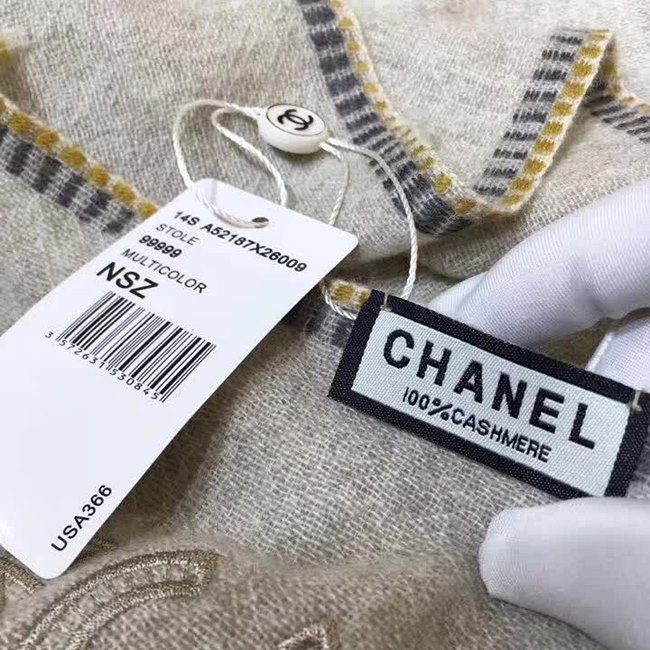 14S A52187X26009
STOLE
99999
MULTICOLOR
NSZ
3 572631 530845
USA366
CHANEL
100%CASHMERE